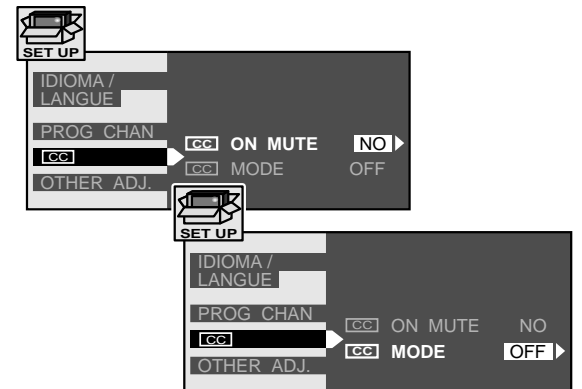 SET UP
IDIOMA /
LANGUE
PROG CHAN
CC
OTHER ADJ.
CC ON MUTE NO
CC MODE OFF
SET UP
IDIOMA /
LANGUE
PROG CHAN
CC
OTHER ADJ.
CC ON MUTE NO
CC MODE OFF